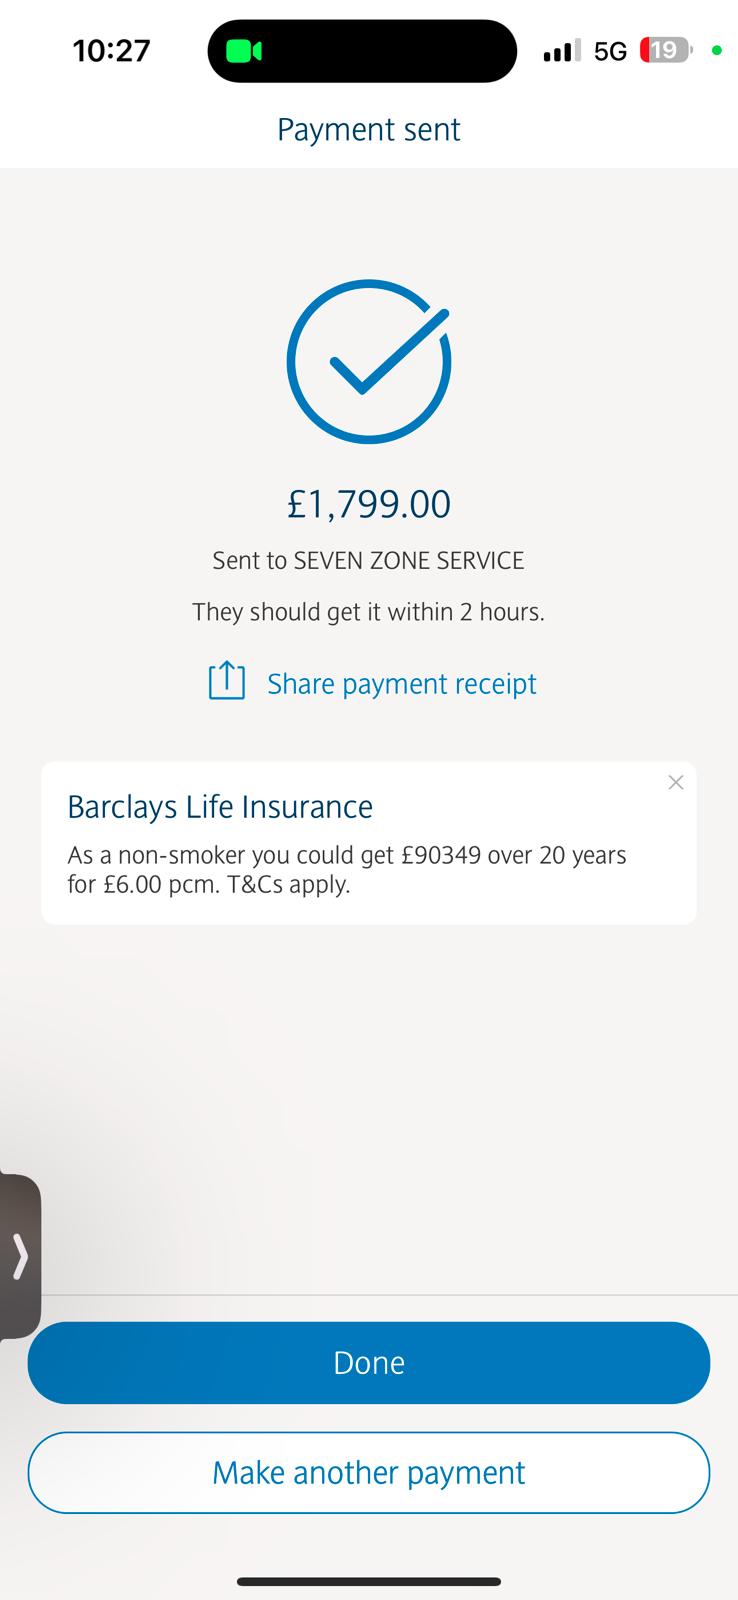 10:27
5G
19
Payment sent
£1,799.00
Sent to SEVEN ZONE SERVICE
They should get it within 2 hours.
Share payment receipt
Barclays Life Insurance
As a non-smoker you could get £90349 over 20 years
for £6.00 pcm. T&Cs apply.
Done
Make another payment